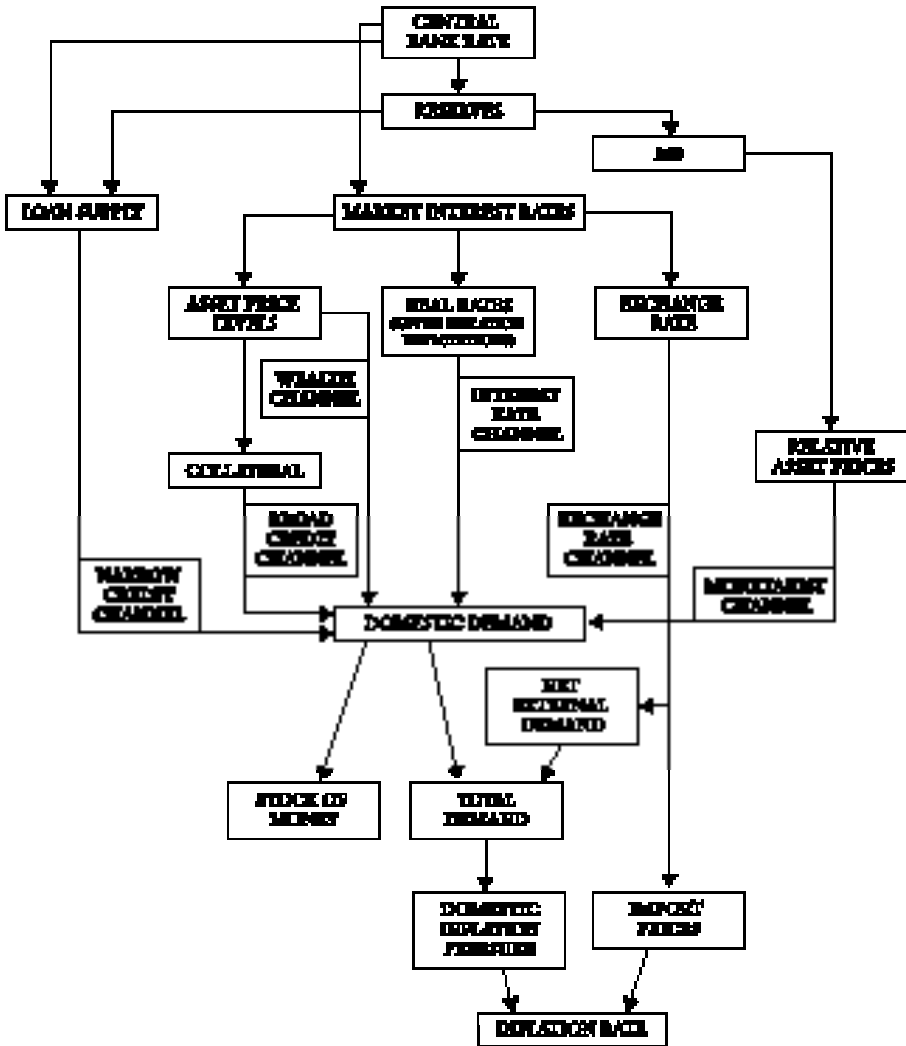 CENTRAL
BANK RATE
RESERVES
M0
LOAN SUPPLY
MARKET INTEREST RATES
ASSET PRICE
LEVELS
REAL RATES
EXCHANGE
RATE
WEALTH
CHANNEL
INTEREST
RATE
CHANNEL
RELATIVE
ASSET PRICES
COLLATERAL
BROAD
CREDIT
CHANNEL
EXCHANGE
RATE
CHANNEL
NARROW
CREDIT
CHANNEL
MONETARIST
CHANNEL
DOMESTIC DEMAND
NET
EXTERNAL
DEMAND
STOCK OF
MONEY
TOTAL
DEMAND
DOMESTIC
INFLATION
PRESSURE
IMPORT
PRICES
INFLATION RATE